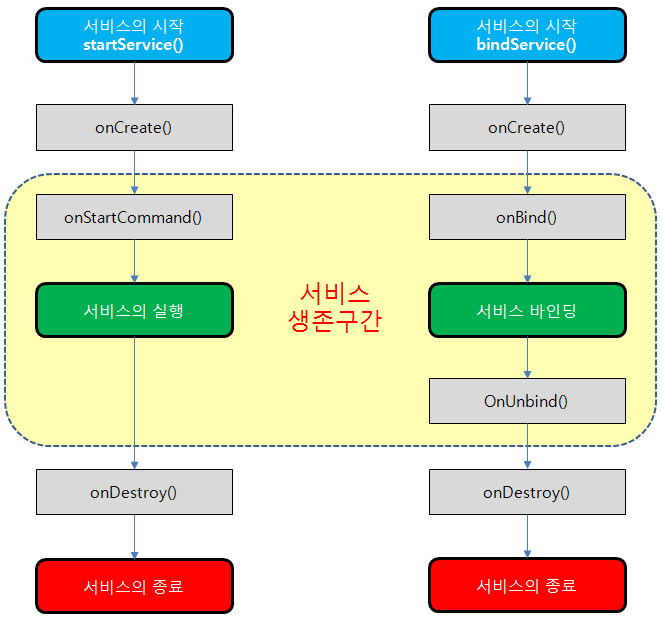 서비스의 시작
startService()
서비스의 시작
bindService()
onCreate()
onCreate()
onStartCommand()
onBind()
서비스의 실행
서비스
생존구간
서비스 바인딩
OnUnbind()
onDestroy()
onDestroy()
서비스의 종료
서비스의 종료